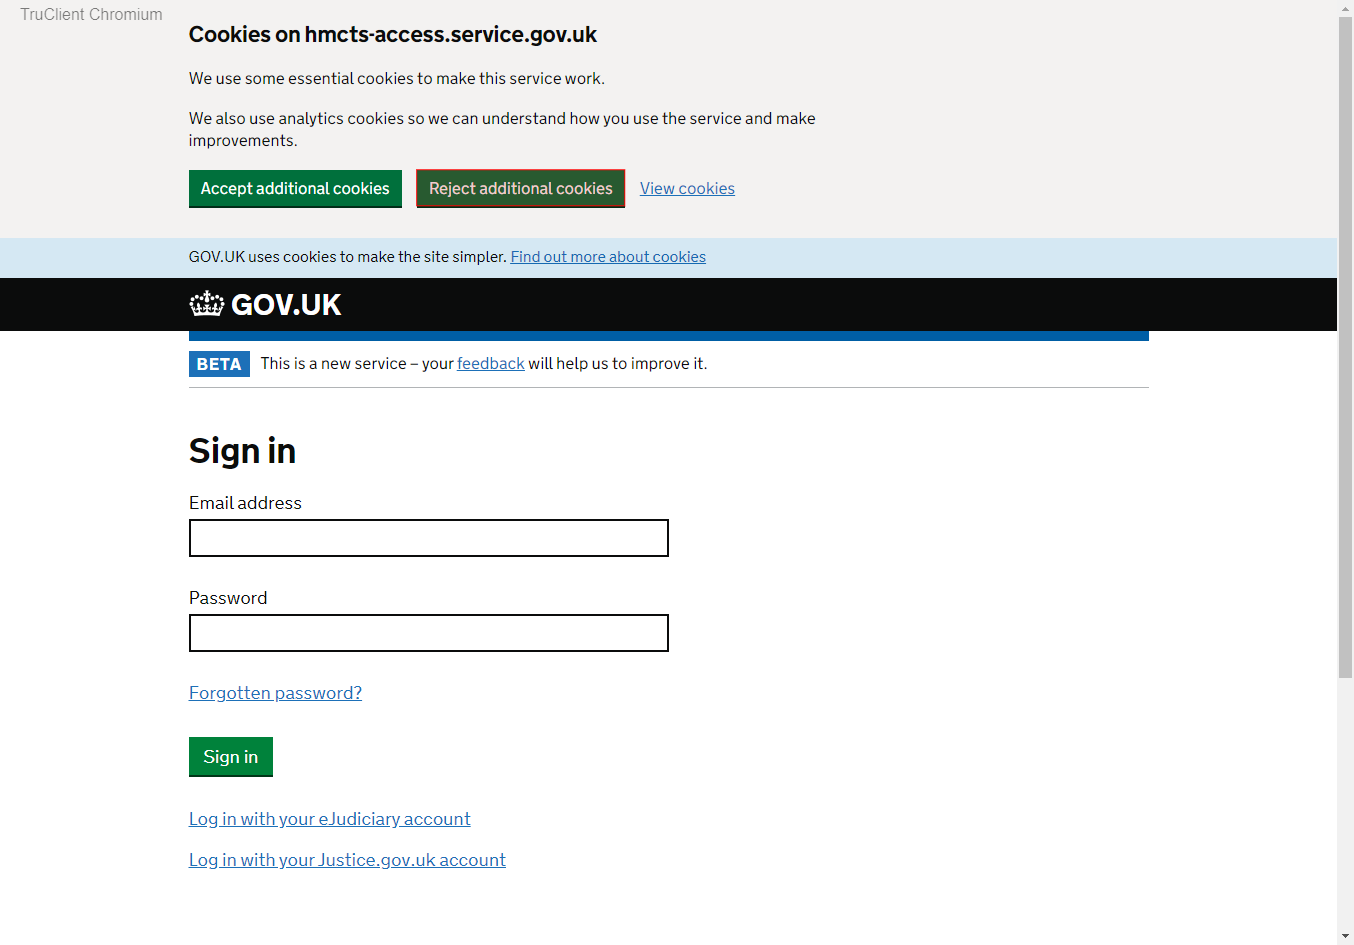 TruClient Chromium
Cookies on hmcts-access.service.gov.uk
We use some essential cookies to make this service work.
We also use analytics cookies so we can understand how you use the service and make
improvements.
Accept additional cookies Reject additional cookies View cookies
GOV.UK uses cookies to make the site simpler. Find out more about cookies
GOV.UK
BETA This is a new service – your feedback will help us to improve it.
Sign in
Email address
Password
Forgotten password?
Sign in
Log in with your eJudiciary account
Log in with your Justice.gov.uk account